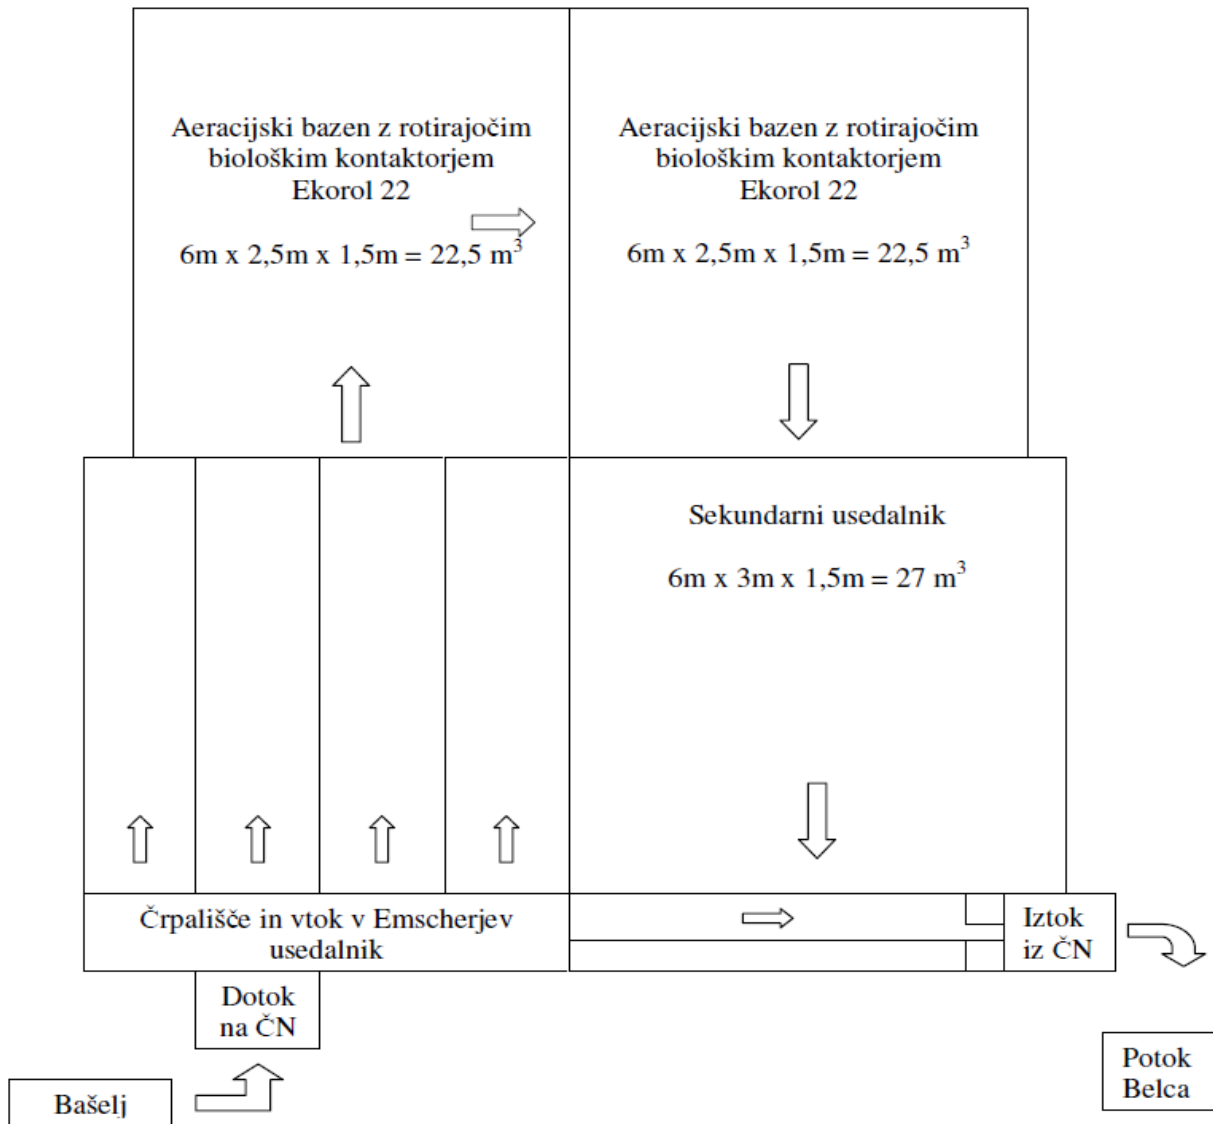 Aeracijski bazen z rotirajočim
biološkim kontaktorjem
Ekorol 22
6m x 2,5m x 1,5m = 22,5 m³
Aeracijski bazen z rotirajočim
biološkim kontaktorjem
Ekorol 22
6m x 2,5m x 1,5m = 22,5 m³
Sekundarni usedalnik
6m x 3m x 1,5m = 27 m³
Črpališče in vtok v Emscherjev
usedalnik
Iztok
iz ČN
Dotok
na ČN
Potok
Belca
Bašelj